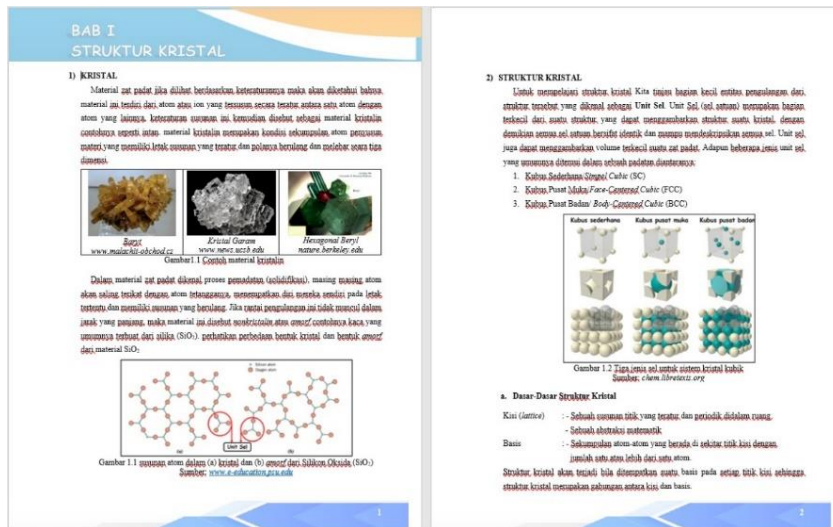 BAB I
STRUKTUR KRISTAL
1) KRISTAL
Material zat padat jika dilihat berdasarkan keteraturannya maka akan diketahui bahwa
material ini terdiri dari atom atau ion yang tersusun secara teratur antara satu atom dengan
atom yang lainnya, keteraturan susunan ini kemudian disebut sebagai material kristalin
contohnya seperti intan. material kristalin merupakan kondisi sekumpulan atom penyusun
materi yang memiliki letak susunan yang teratur dan polanya berulang dan melebar secara tiga
dimensi.
Baryt
www.malachit-obchod.cz
Kristal Garam
www.news.ucsb.edu
Hexagonal Beryl
nature.berkeley.edu
Gambar1.1 Contoh material kristalin
Dalam material zat padat dikenal proses pemadatan (solidifikasi), masing masing atom
akan saling terikat dengan atom tetangganya, menempatkan diri mereka sendiri pada letak
tertentu dan memiliki susunan yang berulang. Jika rantai pengulangan ini tidak muncul dalam
jarak yang panjang, maka material ini disebut nonkristalin atau amorf contohnya kaca yang
umumnya terbuat dari silika (SiO2), perhatikan perbedaan bentuk kristal dan bentuk amorf
dari material SiO2
Silicon atom
Oxygen atom
Unit Sel
(a)
(b)
Gambar 1.1 susunan atom dalam (a) kristal dan (b) amorf dari Silikon Oksida (SiO2)
Sumber: www.e-education.psu.edu
1
2) STRUKTUR KRISTAL
Untuk mempelajari struktur kristal Kita tinjau bagian kecil entitas pengulangan dari
struktur tersebut yang dikenal sebagai Unit Sel. Unit Sel (sel satuan) merupakan bagian
terkecil dari suatu struktur yang dapat menggambarkan struktur suatu kristal, dengan
demikian semua sel satuan bersifat identik dan mampu mendeskripsikan semua sel. Unit sel
juga dapat menggambarkan volume terkecil suatu zat padat. Adapun beberapa jenis unit sel
yang umumnya ditemui dalam sebuah padatan diantaranya:
1. Kubus Sederhana/Simpel Cubic (SC)
2. Kubus Pusat Muka/Face-Centered Cubic (FCC)
3. Kubus Pusat Badan/ Body-Centered Cubic (BCC)
Kubus sederhana Kubus pusat muka Kubus pusat badan
Gambar 1.2 Tiga jenis sel untuk sistem kristal kubik
Sumber: chem.libretexts.org
a. Dasar-Dasar Struktur Kristal
Kisi (lattice) : - Sebuah susunan titik yang teratur dan periodik didalam ruang.
- Sebuah abstraksi matematik
Basis : - Sekumpulan atom-atom yang berada di sekitar titik kisi dengan
jumlah satu atau lebih dari satu atom.
Struktur kristal akan terjadi bila ditempatkan suatu basis pada setiap titik kisi sehingga
struktur kristal merupakan gabungan antara kisi dan basis.
2